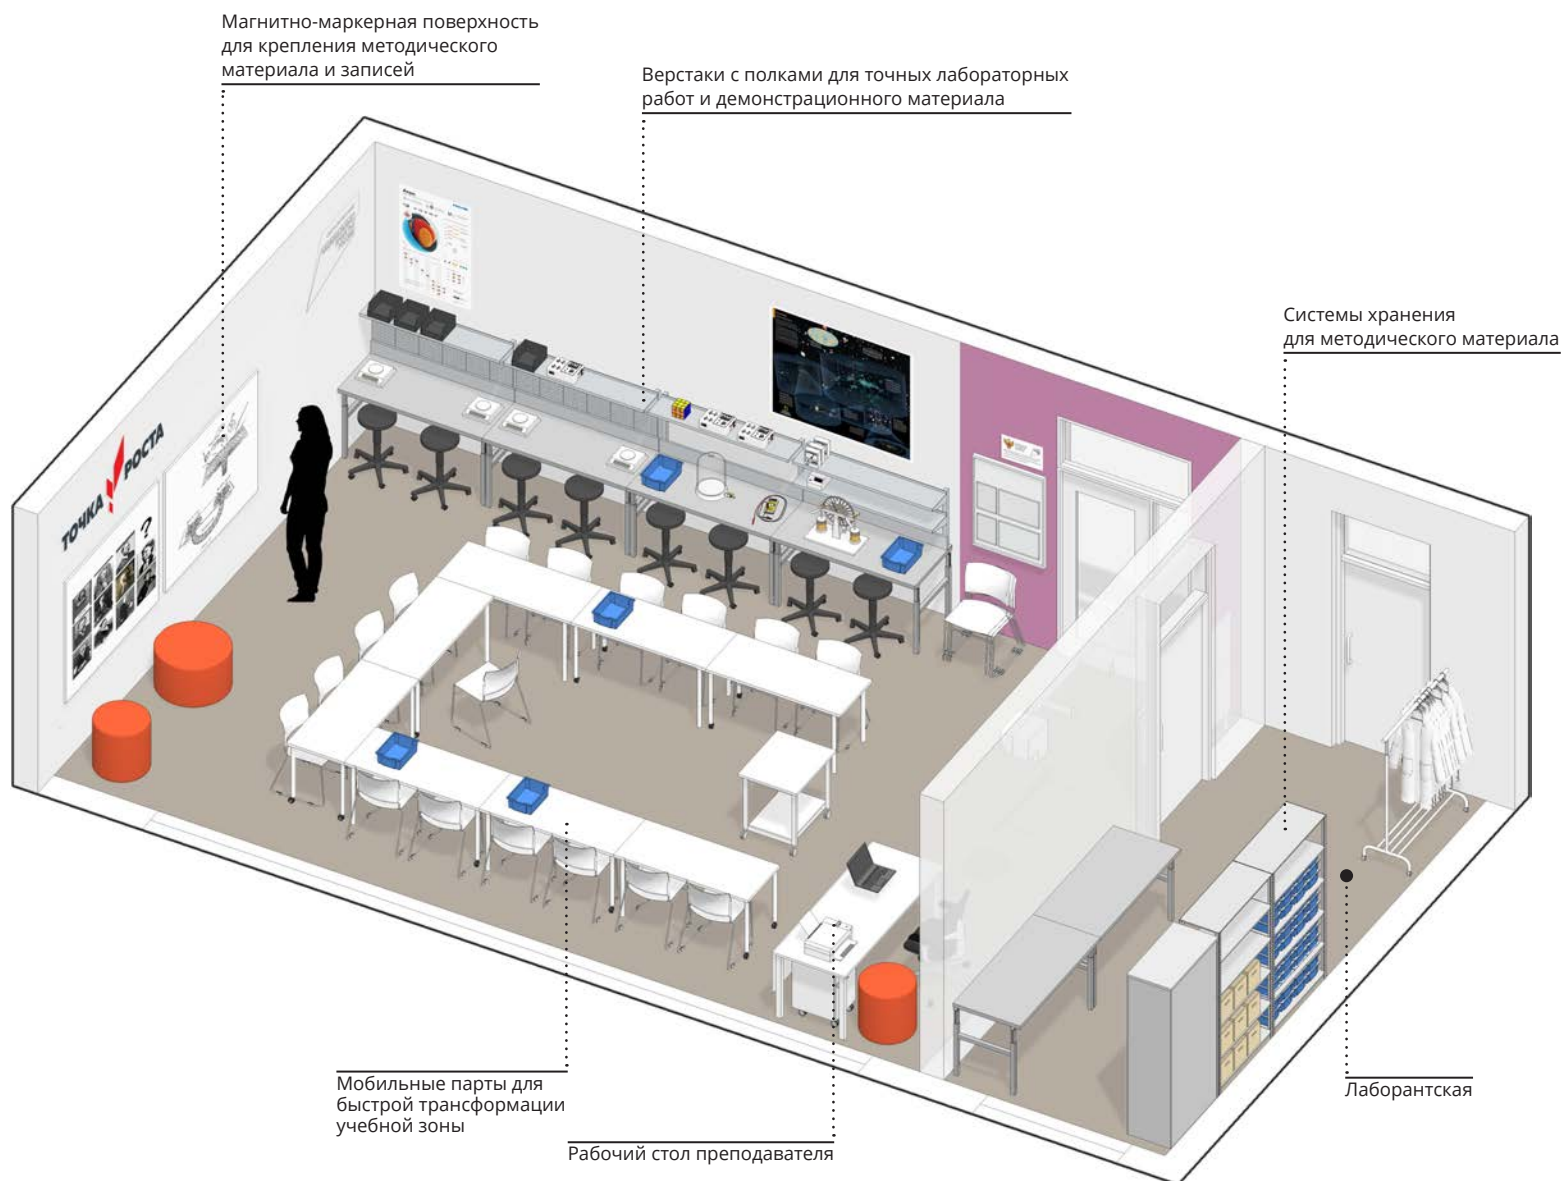 Магнитно-маркерная поверхность
для крепления методического
материала и записей
Верстаки с полками для точных лабораторных
работ и демонстрационного материала
Системы хранения
для методического материала
ТОЧКА РОСТА
?
Мобильные парты для
быстрой трансформации
учебной зоны
Рабочий стол преподавателя
Лаборантская